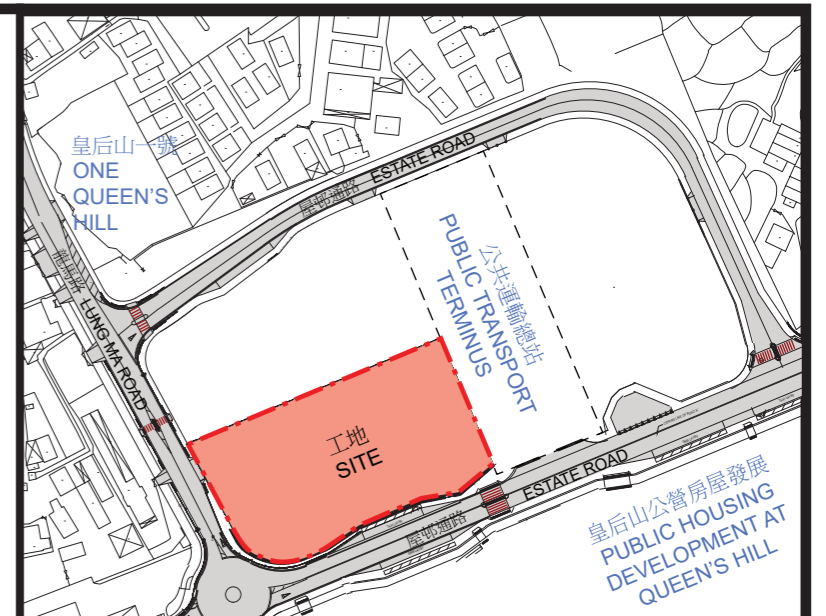 皇后山一號
ONE
QUEEN'S
HILL
屋邨通路 ESTATE ROAD
公共運輸總站
PUBLIC TRANSPORT
TERMINUS
龍馬路 LUNG MA ROAD
工地
SITE
屋邨通路 ESTATE ROAD
皇后山公營房屋發展
PUBLIC HOUSING
DEVELOPMENT AT
QUEEN'S HILL